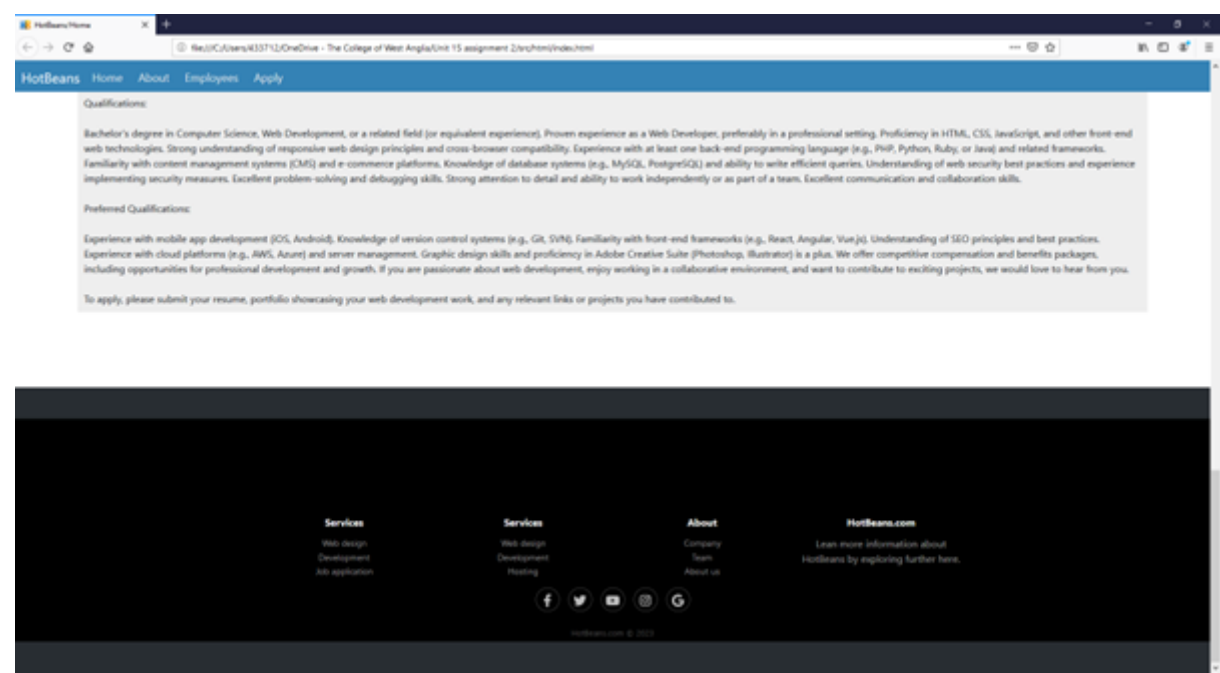 HotBeans/Home
file:///C:/Users/433712/OneDrive - The College of West Anglia/Unit 15 assignment 2/src/html/index.html
HotBeans Home About Employees Apply
Qualifications:
Bachelor's degree in Computer Science, Web Development, or a related field (or equivalent experience). Proven experience as a Web Developer, preferably in a professional setting. Proficiency in HTML, CSS, JavaScript, and other front-end
web technologies. Strong understanding of responsive web design principles and cross-browser compatibility. Experience with at least one back-end programming language (e.g., PHP, Python, Ruby, or Java) and related frameworks.
Familiarity with content management systems (CMS) and e-commerce platforms. Knowledge of database systems (e.g., MySQL, PostgreSQL) and ability to write efficient queries. Understanding of web security best practices and experience
implementing security measures. Excellent problem-solving and debugging skills. Strong attention to detail and ability to work independently or as part of a team. Excellent communication and collaboration skills.
Preferred Qualifications:
Experience with mobile app development (iOS, Android). Knowledge of version control systems (e.g., Git, SVN). Familiarity with front-end frameworks (e.g., React, Angular, Vue.js). Understanding of SEO principles and best practices.
Experience with cloud platforms (e.g., AWS, Azure) and server management. Graphic design skills and proficiency in Adobe Creative Suite (Photoshop, Illustrator) is a plus. We offer competitive compensation and benefits packages,
including opportunities for professional development and growth. If you are passionate about web development, enjoy working in a collaborative environment, and want to contribute to exciting projects, we would love to hear from you.
To apply, please submit your resume, portfolio showcasing your web development work, and any relevant links or projects you have contributed to.
Services Services About HotBeans.com
Web design Web design Company Lean more information about
Development Development Team HotBeans by exploring further here.
Job application Hosting About us
HotBeans.com © 2023